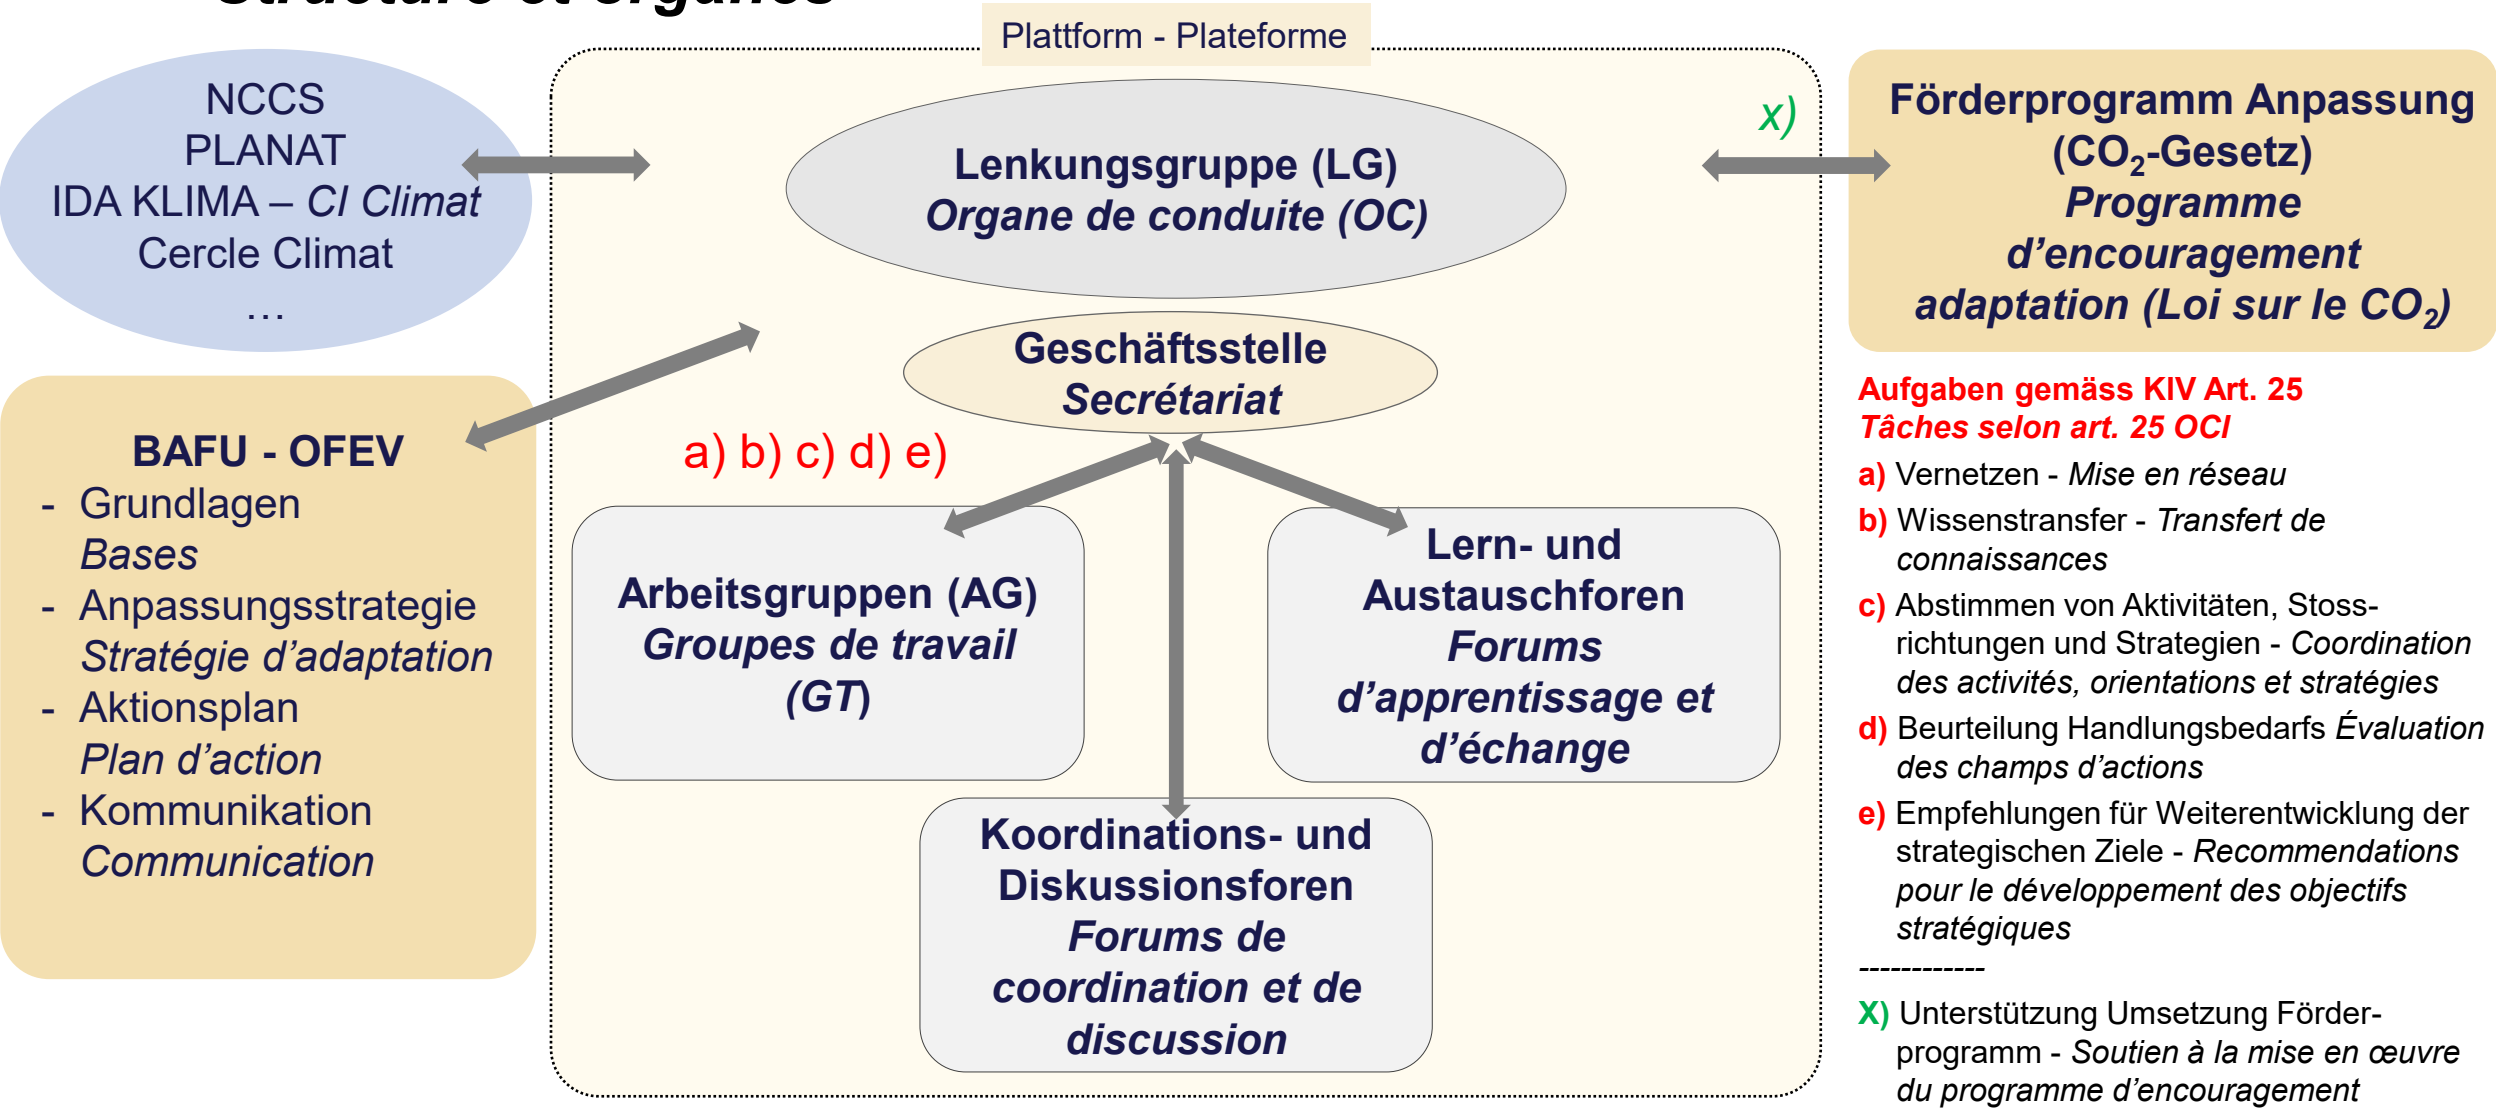 Structure et organes
Plattform - Plateforme
NCCS
PLANAT
IDA KLIMA – CI Climat
Cercle Climat
…
BAFU - OFEV
- Grundlagen
Bases
- Anpassungsstrategie
Stratégie d’adaptation
- Aktionsplan
Plan d’action
- Kommunikation
Communication
Lenkungsgruppe (LG)
Organe de conduite (OC)
x)
Geschäftsstelle
Secrétariat
a) b) c) d) e)
Arbeitsgruppen (AG)
Groupes de travail
(GT)
Lern- und
Austauschforen
Forums
d’apprentissage et
d’échange
Koordinations- und
Diskussionsforen
Forums de
coordination et de
discussion
Förderprogramm Anpassung
(CO2-Gesetz)
Programme
d’encouragement
adaptation (Loi sur le CO2)
Aufgaben gemäss KlV Art. 25
Tâches selon art. 25 OCl
a) Vernetzen - Mise en réseau
b) Wissenstransfer - Transfert de
connaissances
c) Abstimmen von Aktivitäten, Stoss-
richtungen und Strategien - Coordination
des activités, orientations et stratégies
d) Beurteilung Handlungsbedarfs Évaluation
des champs d’actions
e) Empfehlungen für Weiterentwicklung der
strategischen Ziele - Recommendations
pour le développement des objectifs
stratégiques
------------
X) Unterstützung Umsetzung Förder-
programm - Soutien à la mise en œuvre
du programme d’encouragement